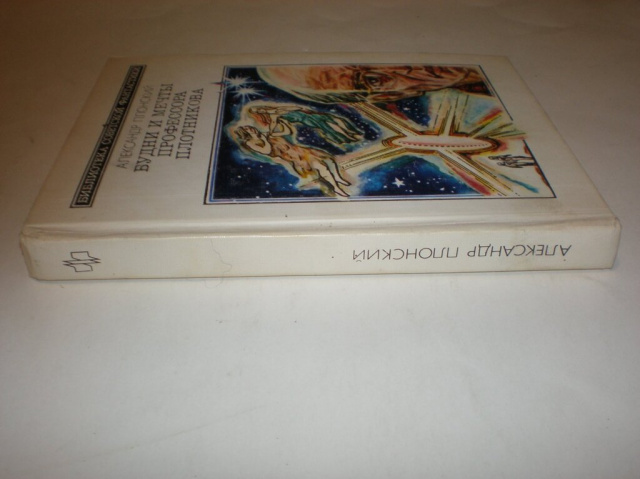 БИБЛИОТЕКА СОВЕТСКОЙ ФАНТАСТИКИ
АЛЕКСАНДР ПЛОНСКИЙ
БУДНИ И МЕЧТЫ
ПРОФЕССОРА
ПЛОТНИКОВА
АЛЕКСАНДР ПЛОНСКИЙ